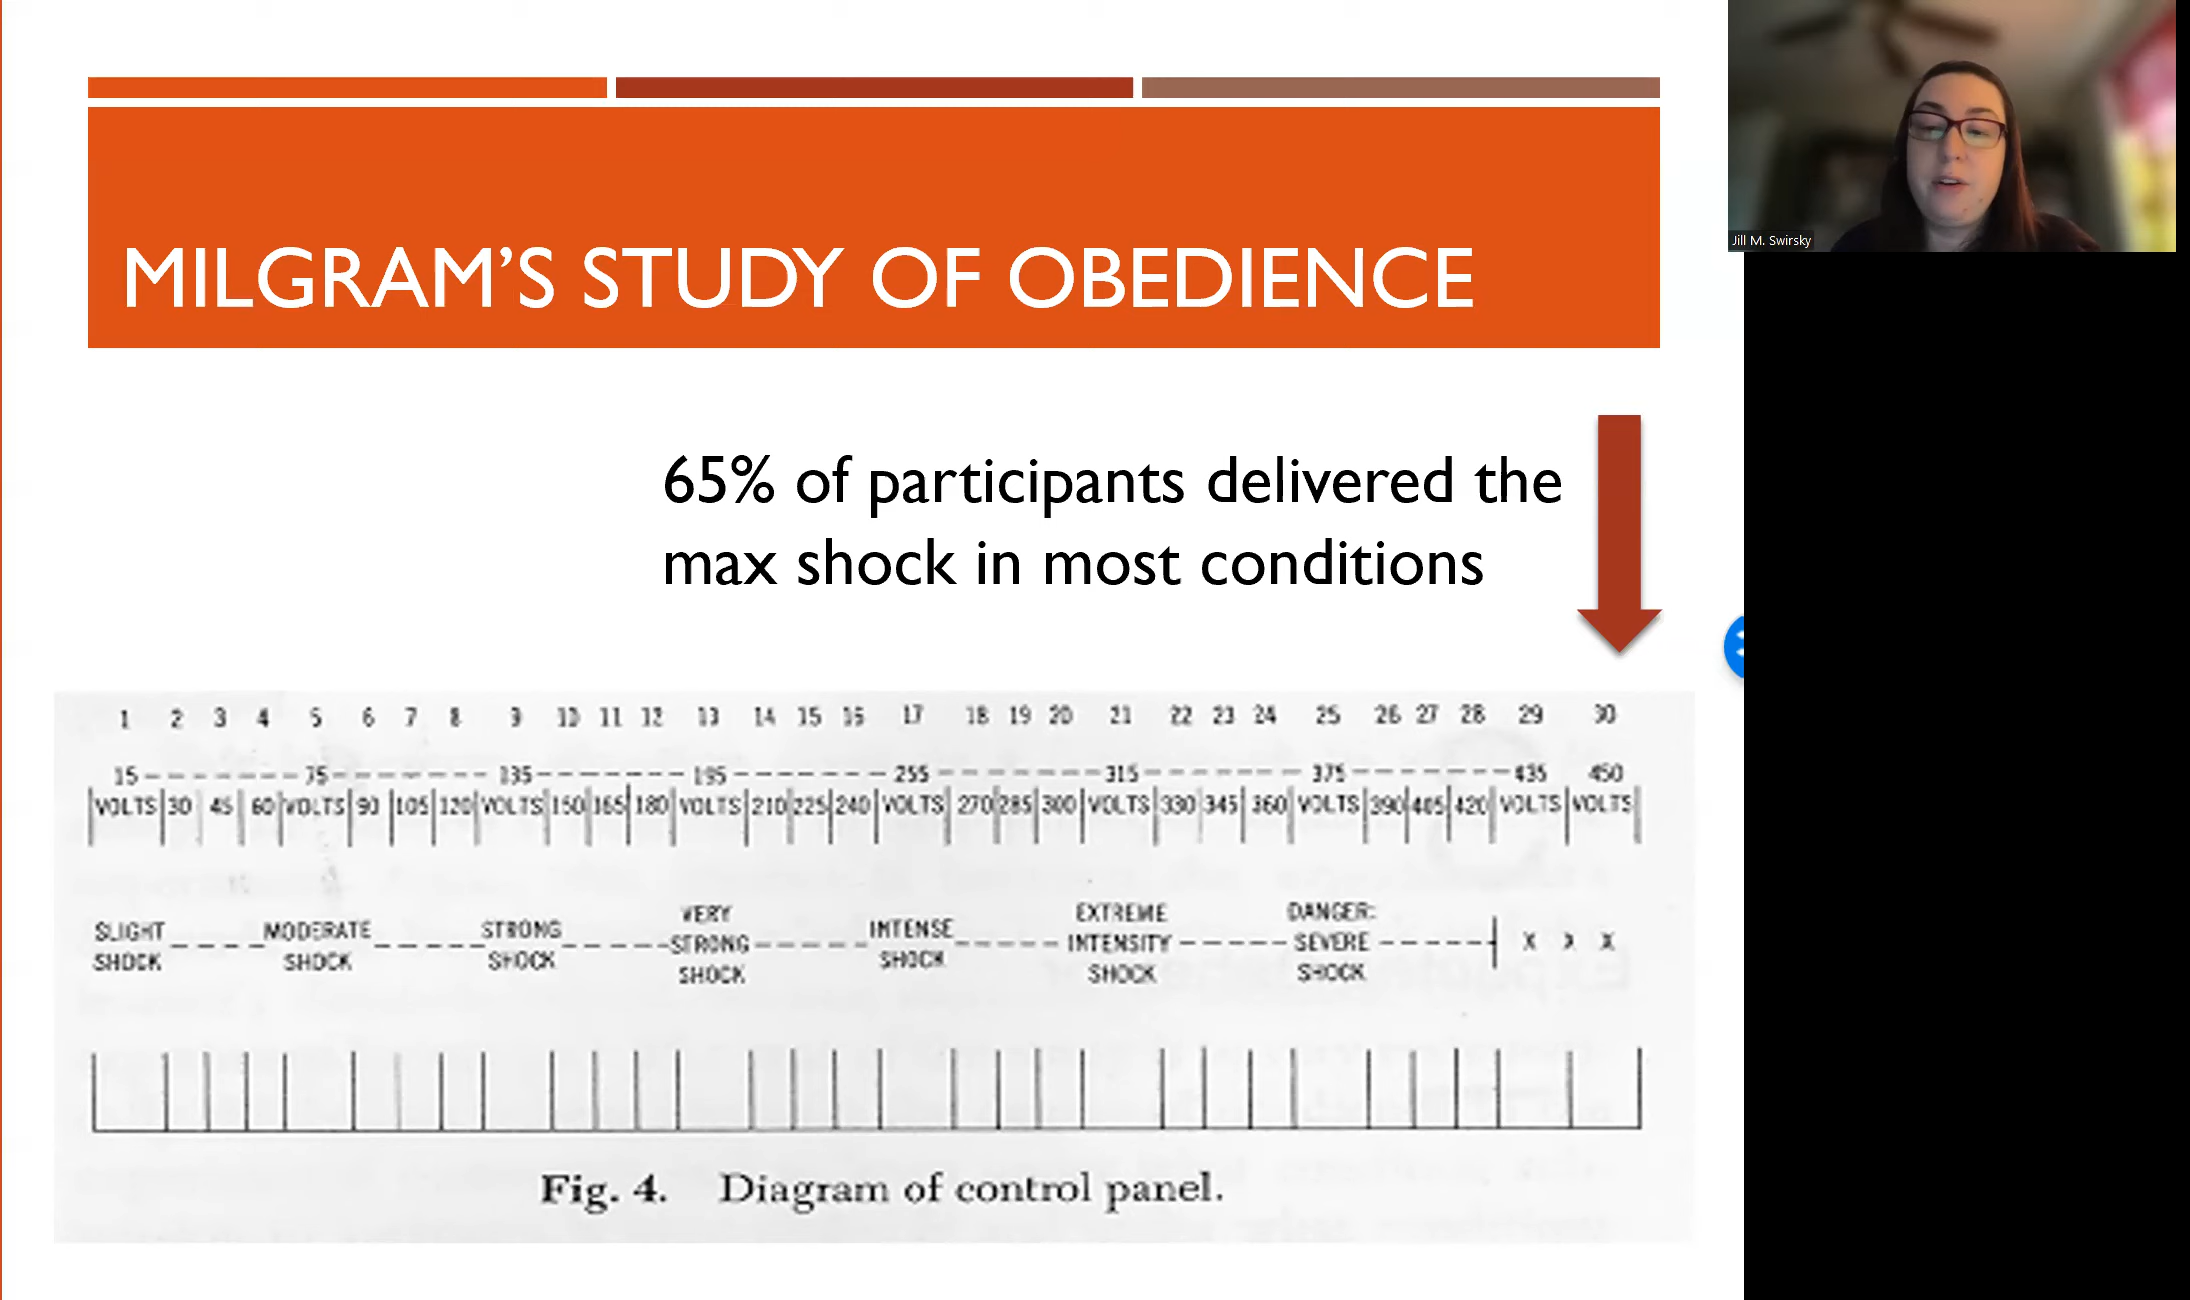 MILGRAM'S STUDY OF OBEDIENCE
Jill M. Swirsky
65% of participants delivered the
max shock in most conditions
1 2 3 4 5 6 7 8 9 10 11 12 13 14 15 16 17 18 19 20 21 22 23 24 25 26 27 28 29 30
15 - - - - - - - 75 - - - - - - - - 135 - - - - - - - - 195 - - - - - - - - 255 - - - - - - - - 315 - - - - - - - - 375 - - - - - - - - 435 450
VOLTS 30 45 60 VOLTS 90 105 120 VOLTS 150 165 180 VOLTS 210 225 240 VOLTS 270 285 300 VOLTS 330 345 360 VOLTS 390 405 420 VOLTS VOLTS
SLIGHT
SHOCK
MODERATE
SHOCK
STRONG
SHOCK
VERY
STRONG
SHOCK
INTENSE
SHOCK
EXTREME
INTENSITY
SHOCK
DANGER:
SEVERE
SHOCK
X X X
Fig. 4. Diagram of control panel.